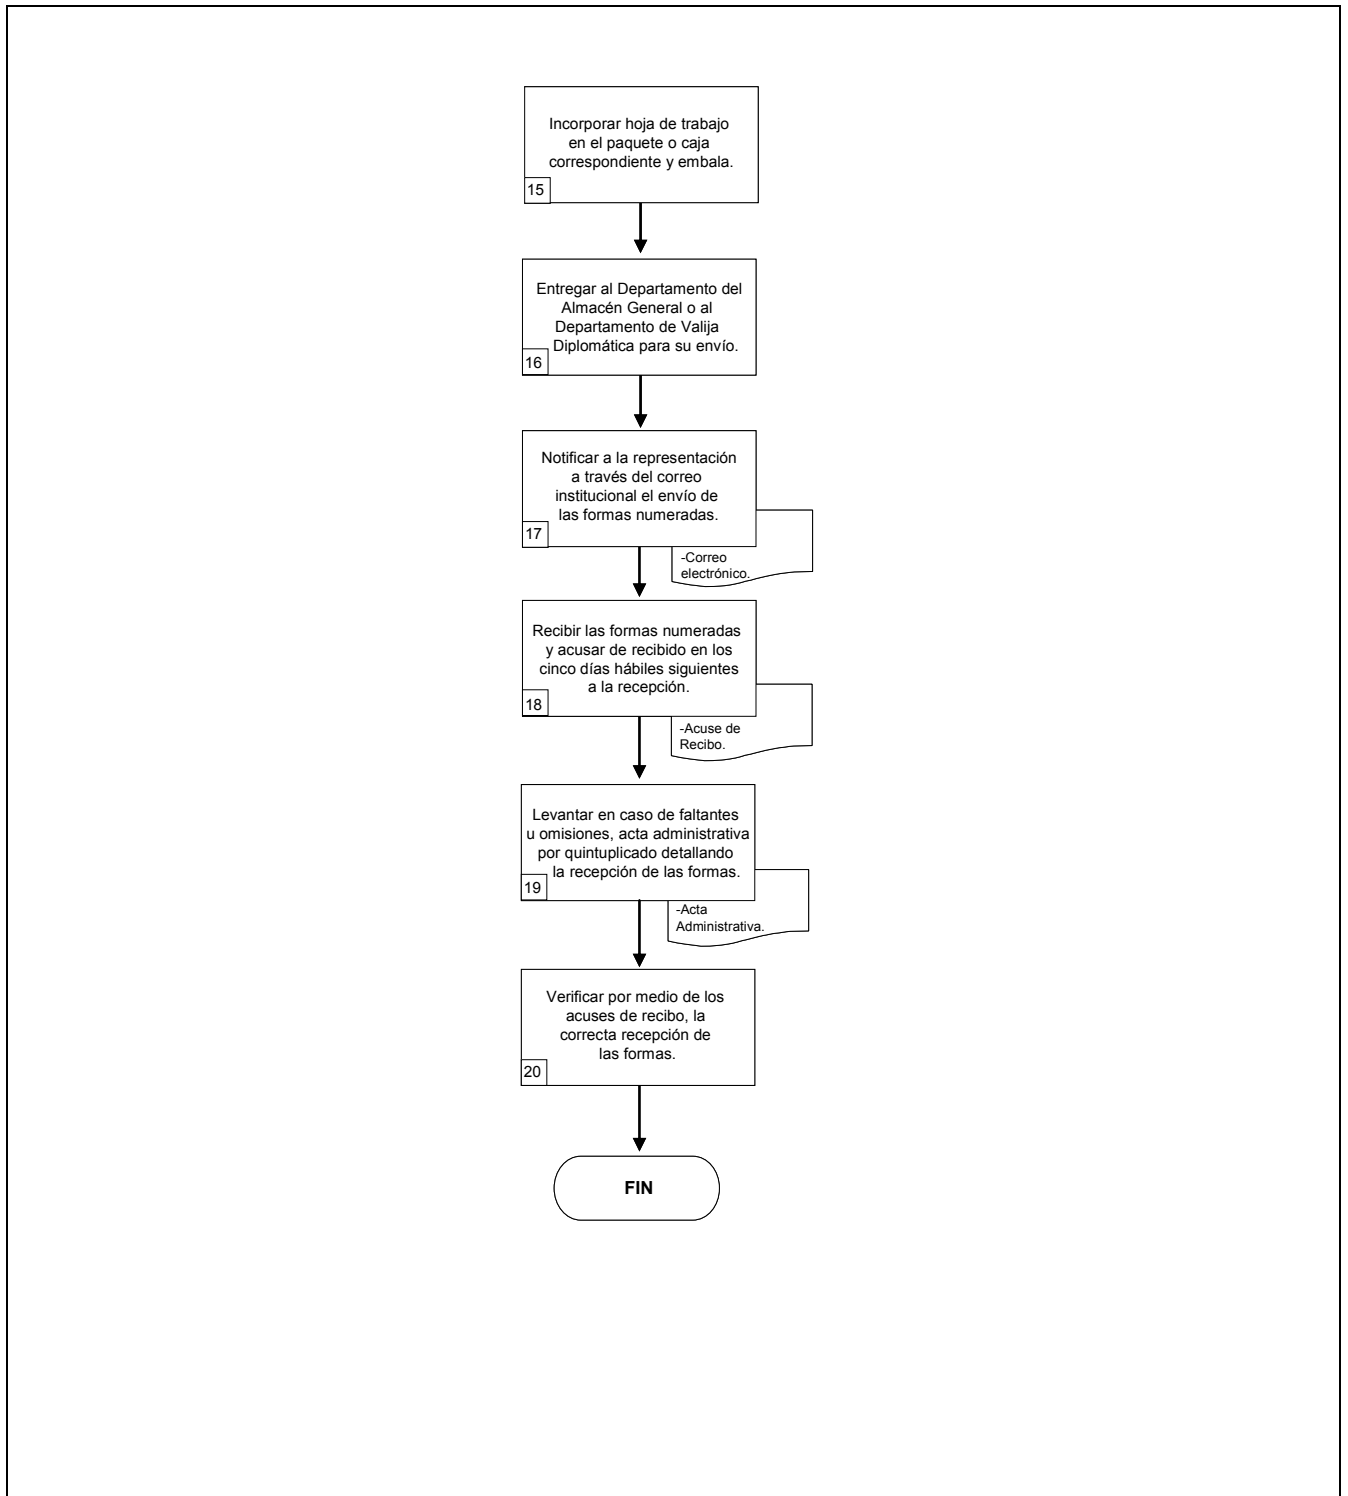 Incorporar hoja de trabajo
en el paquete o caja
correspondiente y embala.
15
Entregar al Departamento del
Almacén General o al
Departamento de Valija
Diplomática para su envío.
16
Notificar a la representación
a través del correo
institucional el envío de
las formas numeradas.
17
-Correo
electrónico.
Recibir las formas numeradas
y acusar de recibido en los
cinco días hábiles siguientes
a la recepción.
18
-Acuse de
Recibo.
Levantar en caso de faltantes
u omisiones, acta administrativa
por quintuplicado detallando
la recepción de las formas.
19
-Acta
Administrativa.
Verificar por medio de los
acuses de recibo, la
correcta recepción de
las formas.
20
FIN